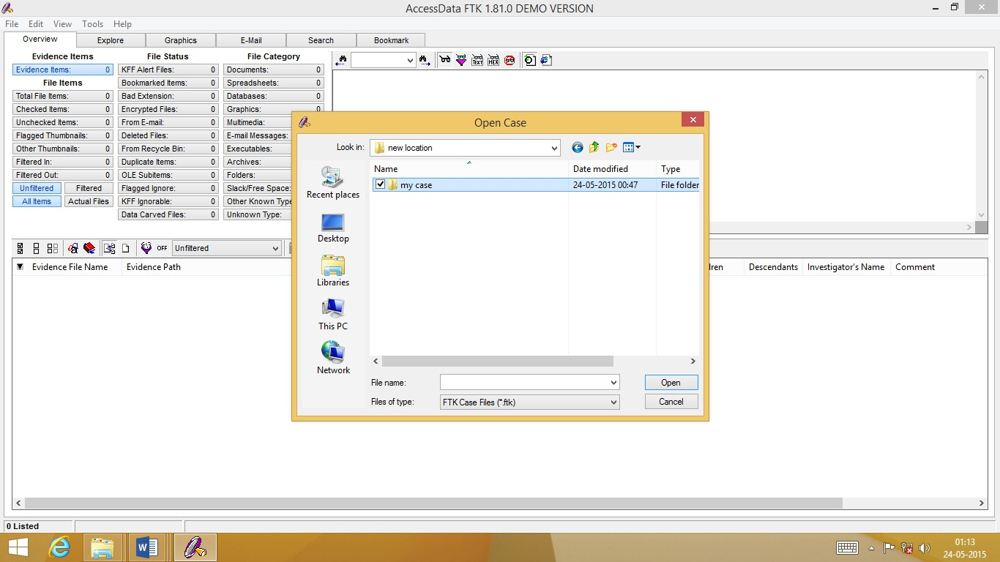 AccessData FTK 1.81.0 DEMO VERSION
File Edit View Tools Help
Overview Explore Graphics E-Mail Search Bookmark
Evidence Items File Status File Category
Evidence Items: 0 KFF Alert Files: 0 Documents: 0
File Items Bookmarked Items: 0 Spreadsheets: 0
Total File Items: 0 Bad Extension: 0 Databases: 0
Checked Items: 0 Encrypted Files: 0 Graphics: 0
Unchecked Items: 0 From E-mail: 0 Multimedia:
Flagged Thumbnails: 0 Deleted Files: 0 E-mail Messages:
Other Thumbnails: 0 From Recycle Bin: 0 Executables:
Filtered In: 0 Duplicate Items: 0 Archives:
Filtered Out: 0 OLE Subitems: 0 Folders:
Unfiltered Filtered Flagged Ignore: 0 Slack/Free Space:
All Items Actual Files KFF Ignorable: 0 Other Known Type
Data Carved Files: 0 Unknown Type:
TEXT HEX
Open Case
Look in: new location
Name Date modified Type
my case 24-05-2015 00:47 File folder
Recent places
Desktop
Libraries
This PC
Network
File name: Open
Files of type: FTK Case Files (*.ftk) Cancel
OFF Unfiltered
Evidence File Name Evidence Path dren Descendants Investigator's Name Comment
0 Listed
01:13
24-05-2015